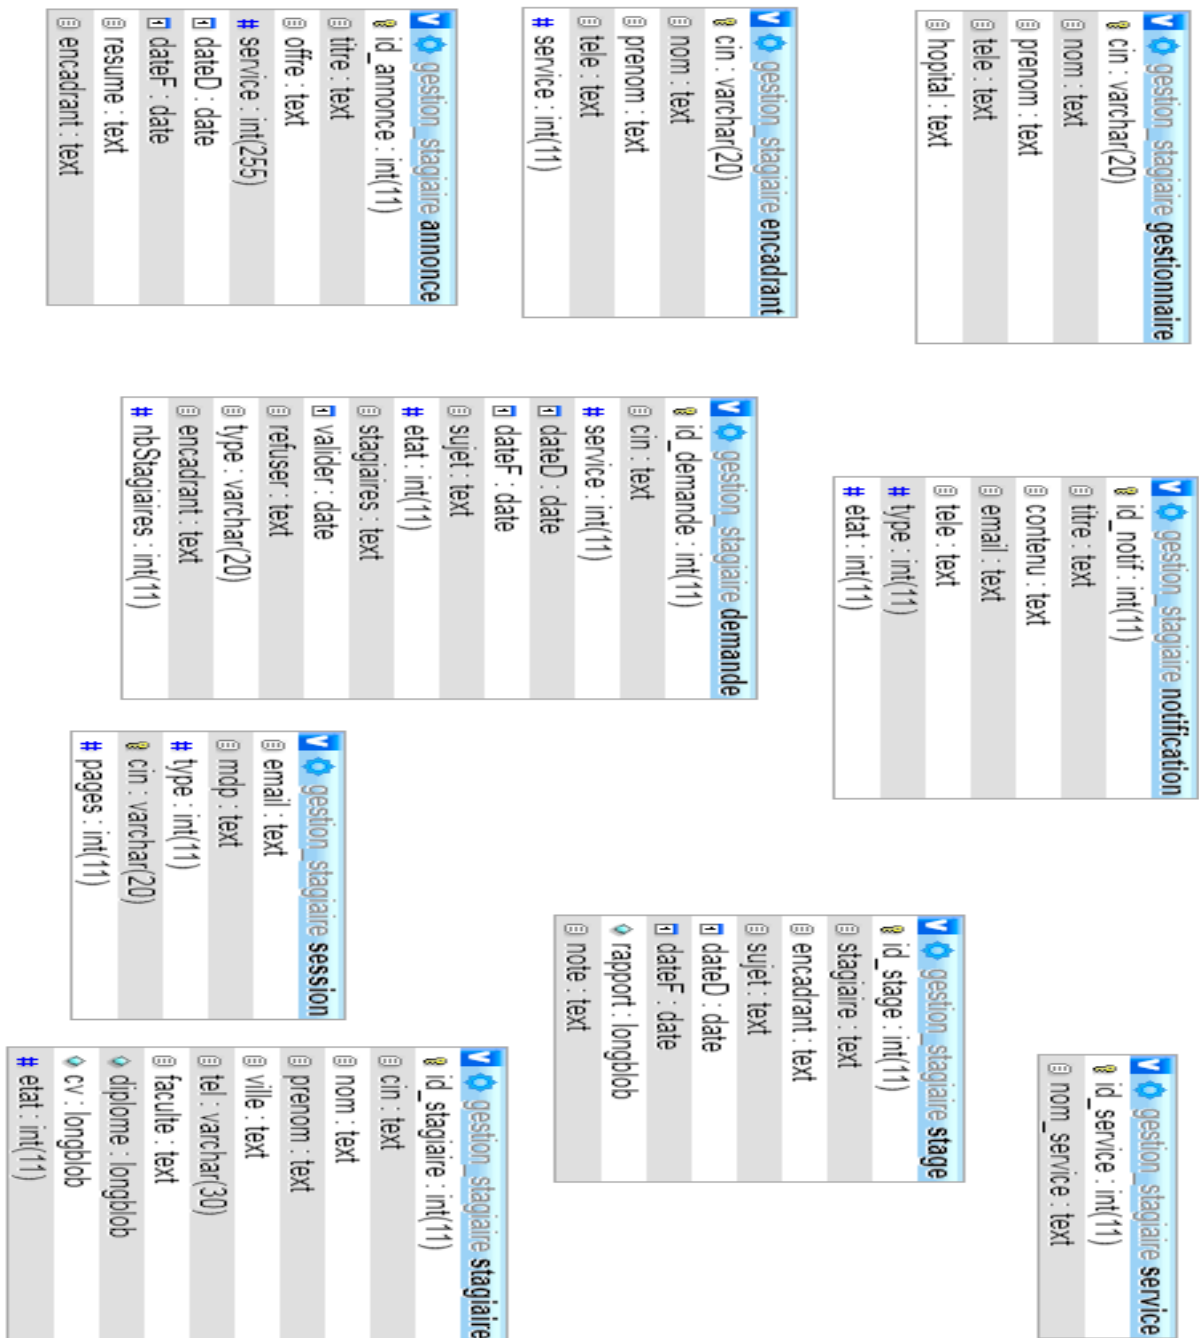 gestion_stagiaire gestionnaire
cin : varchar(20)
nom : text
prenom : text
tele : text
hopital : text
gestion_stagiaire notification
id_notif : int(11)
titre : text
contenu : text
email : text
tele : text
type : int(11)
etat : int(11)
gestion_stagiaire service
id_service : int(11)
nom_service : text
gestion_stagiaire encadrant
cin : varchar(20)
nom : text
prenom : text
tele : text
service : int(11)
gestion_stagiaire demande
id_demande : int(11)
cin : text
service : int(11)
dateD : date
dateF : date
sujet : text
etat : int(11)
stagiaires : text
valider : date
refuser : text
type : varchar(20)
encadrant : text
nbStagiaires : int(11)
gestion_stagiaire stage
id_stage : int(11)
stagiaire : text
encadrant : text
sujet : text
dateD : date
dateF : date
rapport : longblob
note : text
gestion_stagiaire annonce
id_annonce : int(11)
titre : text
offre : text
service : int(255)
dateD : date
dateF : date
resume : text
encadrant : text
gestion_stagiaire session
email : text
mdp : text
type : int(11)
cin : varchar(20)
pages : int(11)
gestion_stagiaire stagiaire
id_stagiaire : int(11)
cin : text
nom : text
prenom : text
ville : text
tel : varchar(30)
faculte : text
diplome : longblob
cv : longblob
etat : int(11)